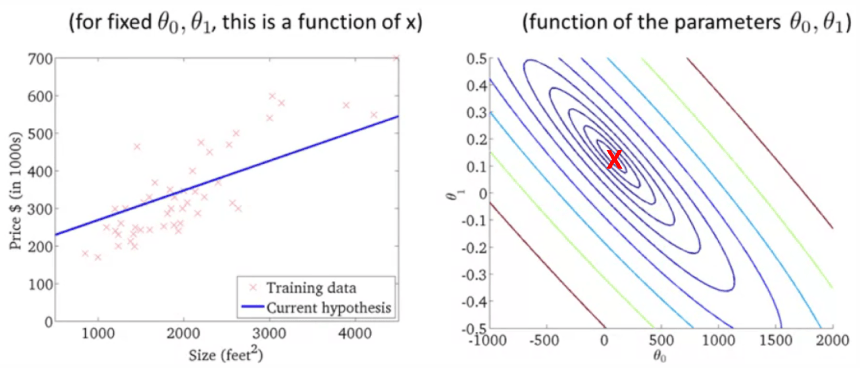 (for fixed θ₀, θ₁, this is a function of x)
(function of the parameters θ₀, θ₁)
700
600
500
400
300
200
100
0
Price $ (in 1000s)
1000 2000 3000 4000
Size (feet²)
Training data
Current hypothesis
0.5
0.4
0.3
0.2
0.1
0
-0.1
-0.2
-0.3
-0.4
-0.5
θ₁
-1000 -500 0 500 1000 1500 2000
θ₀
X